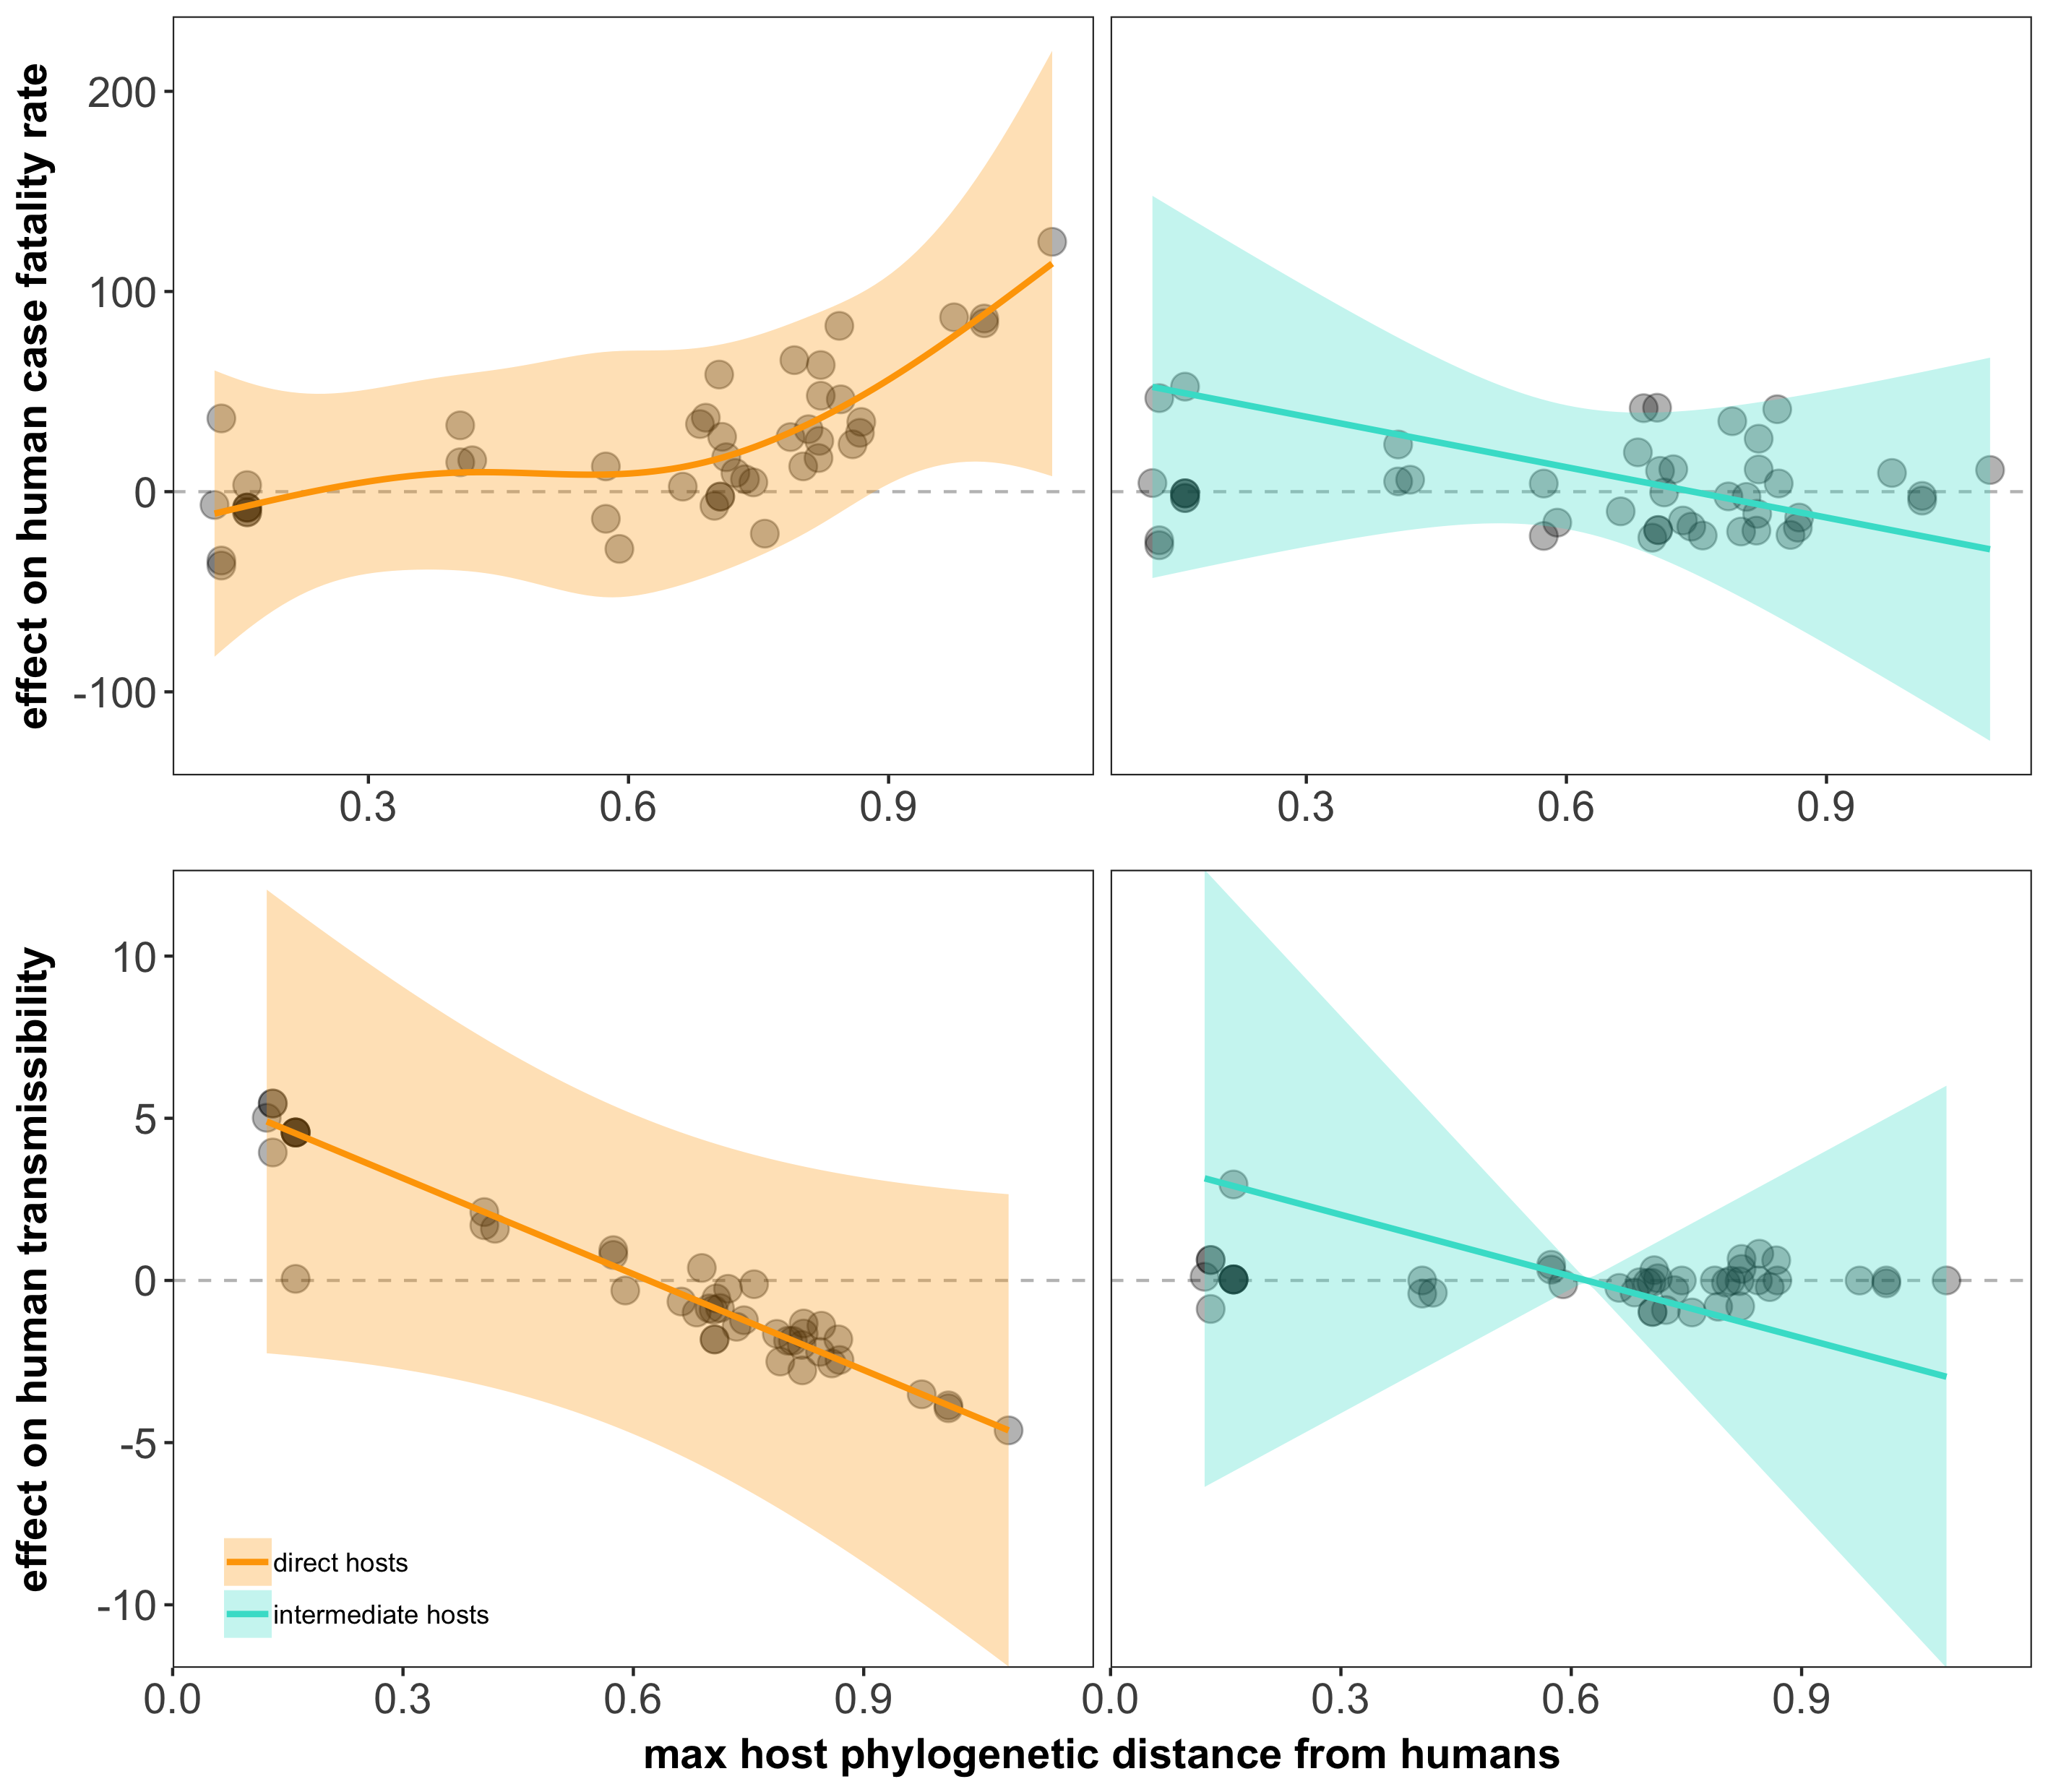 effect on human case fatality rate
200
100
0
-100
0.3 0.6 0.9
0.3 0.6 0.9
effect on human transmissibility
10
5
0
-5
-10
direct hosts
intermediate hosts
0.0 0.3 0.6 0.9
0.0 0.3 0.6 0.9
max host phylogenetic distance from humans